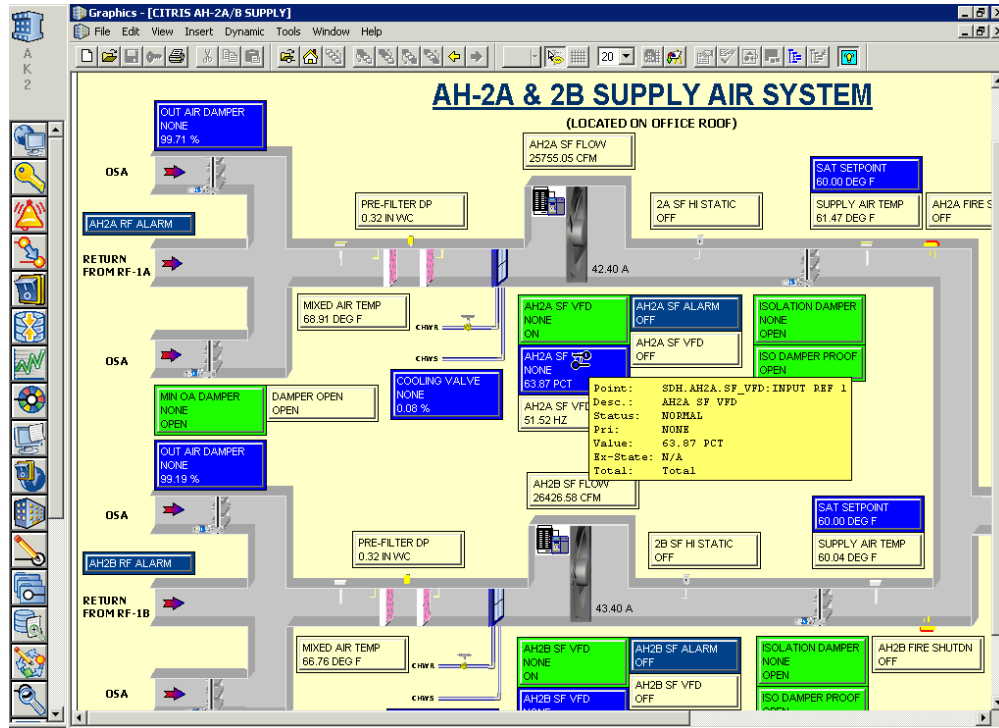 Graphics - [CITRIS AH-2A/B SUPPLY]
File Edit View Insert Dynamic Tools Window Help
A
K
2
20
AH-2A & 2B SUPPLY AIR SYSTEM
(LOCATED ON OFFICE ROOF)
OUT AIR DAMPER
NONE
99.71 %
AH2A SF FLOW
25755.05 CFM
OSA
SAT SETPOINT
60.00 DEG F
PRE-FILTER DP
0.32 IN WC
2A SF HI STATIC
OFF
SUPPLY AIR TEMP
61.47 DEG F
AH2A FIRE S
OFF
AH2A RF ALARM
RETURN
FROM RF-1A
42.40 A
MIXED AIR TEMP
68.91 DEG F
CHWR
AH2A SF VFD
NONE
ON
AH2A SF ALARM
OFF
ISOLATION DAMPER
NONE
OPEN
AH2A SF VFD
OFF
OSA
CHWS
AH2A SF
NONE
63.87 PCT
ISO DAMPER PROOF
OPEN
COOLING VALVE
NONE
0.08 %
MIN OA DAMPER
NONE
OPEN
DAMPER OPEN
OPEN
AH2A SF VFD
51.52 HZ
Point: SDH.AH2A.SF_VFD:INPUT REF 1
Desc.: AH2A SF VFD
Status: NORMAL
Pri: NONE
Value: 63.87 PCT
Ex-State: N/A
Total: Total
OUT AIR DAMPER
NONE
99.19 %
AH2B SF FLOW
26426.58 CFM
OSA
SAT SETPOINT
60.00 DEG F
PRE-FILTER DP
0.32 IN WC
2B SF HI STATIC
OFF
SUPPLY AIR TEMP
60.04 DEG F
AH2B RF ALARM
RETURN
FROM RF-1B
43.40 A
MIXED AIR TEMP
66.76 DEG F
CHWR
AH2B SF VFD
NONE
ON
AH2B SF ALARM
OFF
ISOLATION DAMPER
NONE
OPEN
AH2B FIRE SHUTDN
OFF
AH2B SF VFD
OFF
OSA
CHWS
AH2B SF VFD
NONE
ISO DAMPER PROOF
OPEN